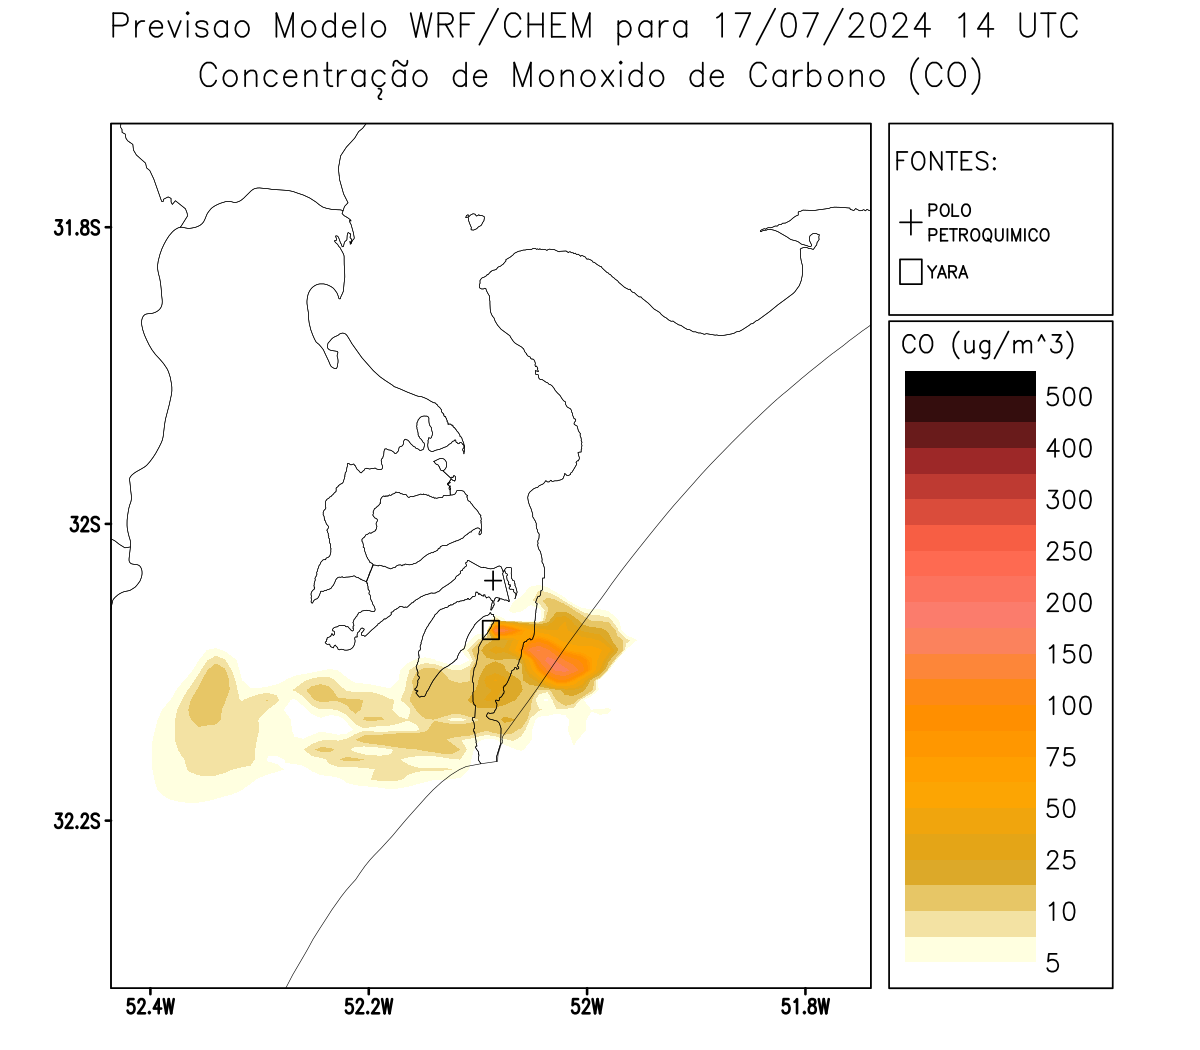 Previsao Modelo WRF/CHEM para 17/07/2024 14 UTC
Concentração de Monoxido de Carbono (CO)
FONTES:
POLO
PETROQUIMICO
YARA
CO (ug/m^3)
500
400
300
250
200
150
100
75
50
25
10
5
31.8S
32S
32.2S
52.4W
52.2W
52W
51.8W